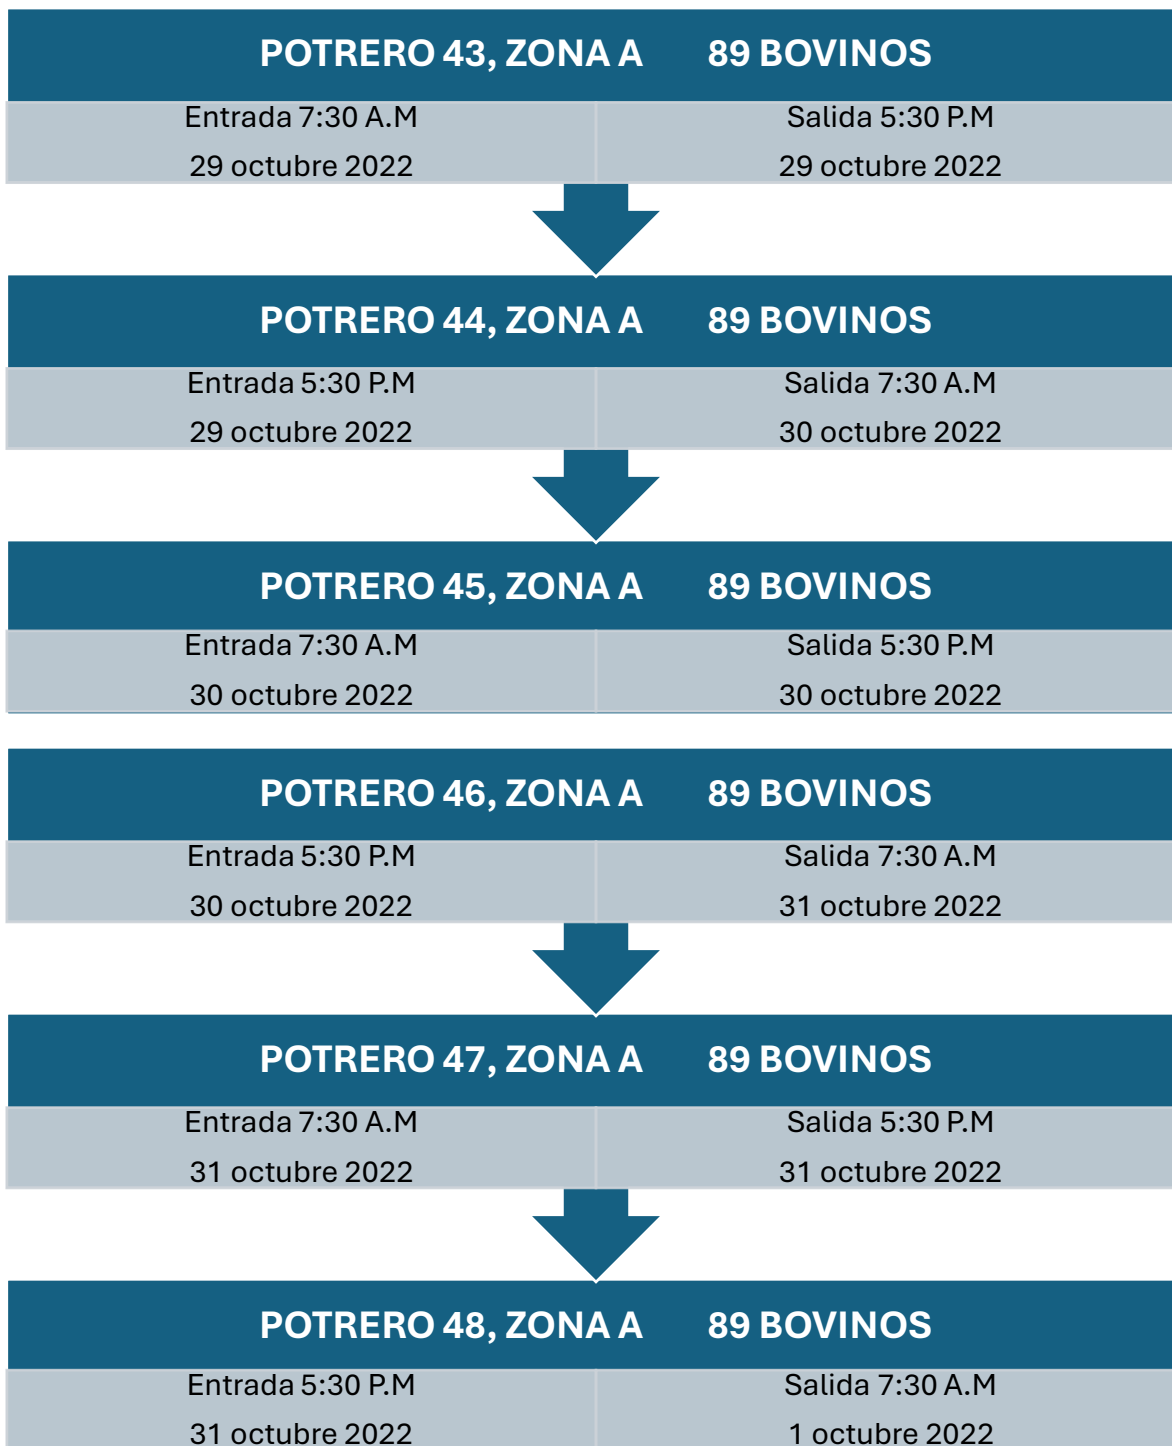 POTRERO 43, ZONA A 89 BOVINOS
Entrada 7:30 A.M
29 octubre 2022
Salida 5:30 P.M
29 octubre 2022
POTRERO 44, ZONA A 89 BOVINOS
Entrada 5:30 P.M
29 octubre 2022
Salida 7:30 A.M
30 octubre 2022
POTRERO 45, ZONA A 89 BOVINOS
Entrada 7:30 A.M
30 octubre 2022
Salida 5:30 P.M
30 octubre 2022
POTRERO 46, ZONA A 89 BOVINOS
Entrada 5:30 P.M
30 octubre 2022
Salida 7:30 A.M
31 octubre 2022
POTRERO 47, ZONA A 89 BOVINOS
Entrada 7:30 A.M
31 octubre 2022
Salida 5:30 P.M
31 octubre 2022
POTRERO 48, ZONA A 89 BOVINOS
Entrada 5:30 P.M
31 octubre 2022
Salida 7:30 A.M
1 octubre 2022